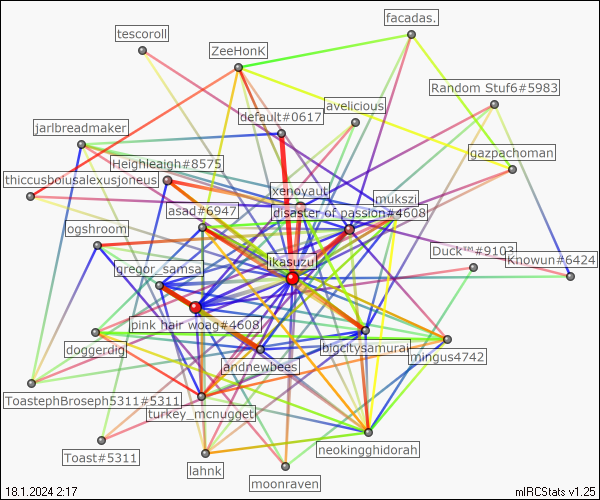 facadas.
tescoroll
ZeeHonK
Random Stuf6#5983
avelicious
default#0617
jarlbreadmaker
gazpachoman
Heighleaigh#8575
thiccusboiusalexusjoneus
xenoyaut
mukszi
asad#6947
disaster of passion#4608
ogshroom
Duck™#9103
Known#6424
ikasuzu
gregor_samsa
pink hair woag#4608
doggerdig
bigcitysamurai
mingus4742
andnewbees
ToastephBroseph5311#5311
turkey_mcnugget
neokingghidorah
Toast#5311
lahnk
moonraven
18.1.2024 2:17
mIRCStats v1.25